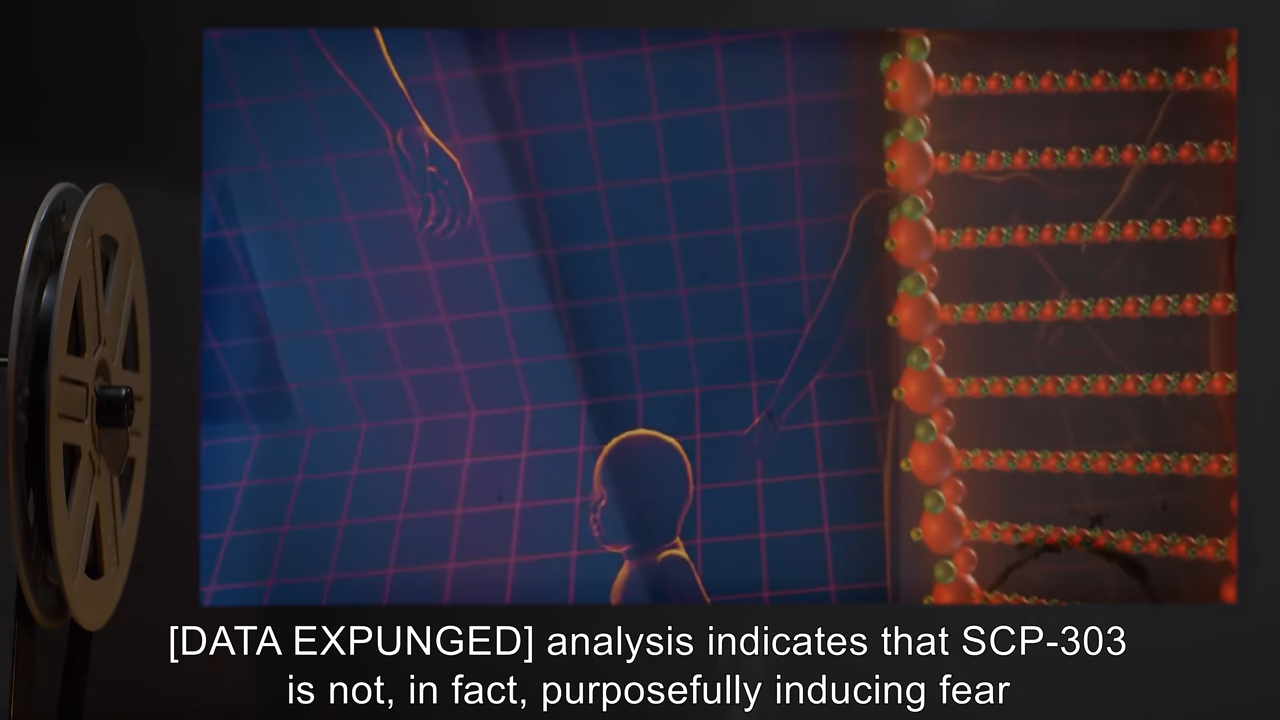 [DATA EXPUNGED] analysis indicates that SCP-303
is not, in fact, purposefully inducing fear